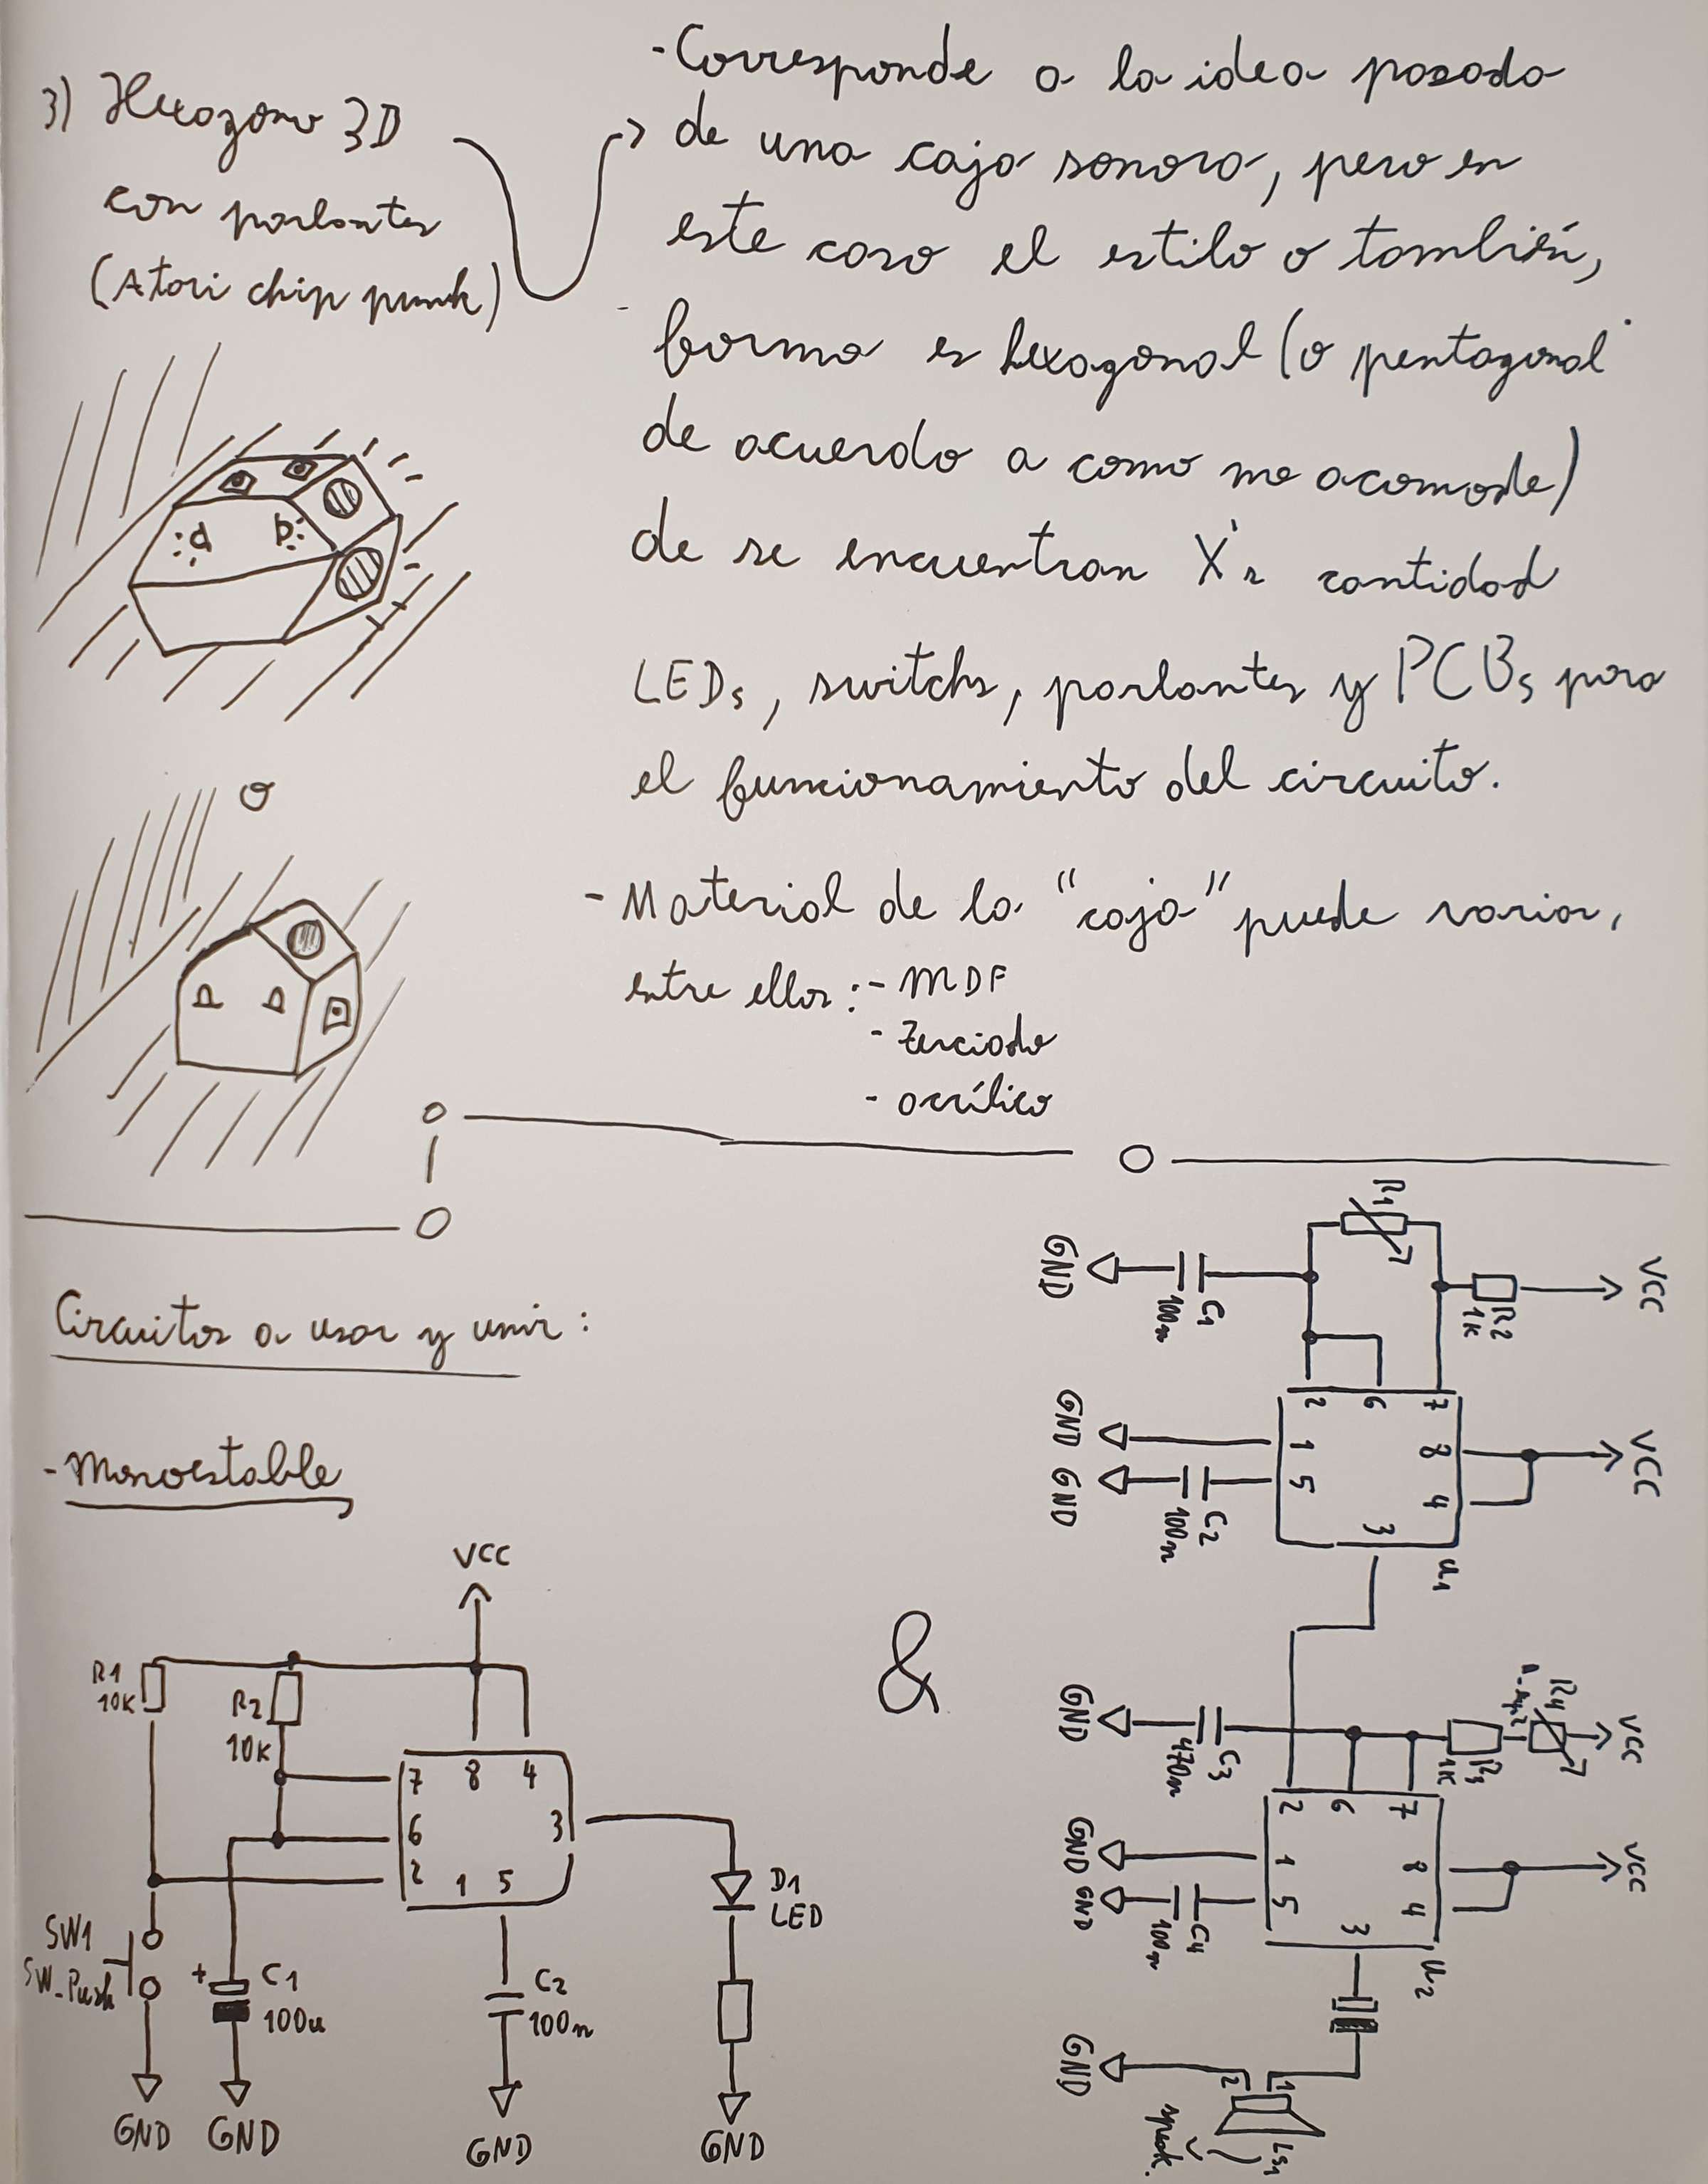 3) Hexagono 3D
con parlantes
(Atari chip punk)
-Corresponde a la idea pasada
de una caja sonora, pero en
este caso el estilo o también,
forma es hexagonal (o pentagonal
de acuerdo a como me acomode)
de se encuentran X's cantidad
LEDs, switchs, parlantes y PCBs para
el funcionamiento del circuito.
o
- Material de la "caja" puede variar,
entre ellos :- MDF
- Terciado
- acrílico
Circuitos a usar y unir:
- Monoestable
VCC
R1
10K
R2
10K
7 8 4
6 3
2 1 5
SW1
SW_Push
+ C1
100u
C2
100n
D1
LED
GND GND GND GND
&
R1
VCC
R2
1K
C1
100n
GND
2 6 7
1 8
5 4
3
U1
VCC
GND
GND
C2
100n
VCC
R4
R3
1K
C3
470n
GND
2 6 7
1 8
5 4
3
U2
VCC
GND
GND
C4
100n
GND
2 1
LS1
speak.